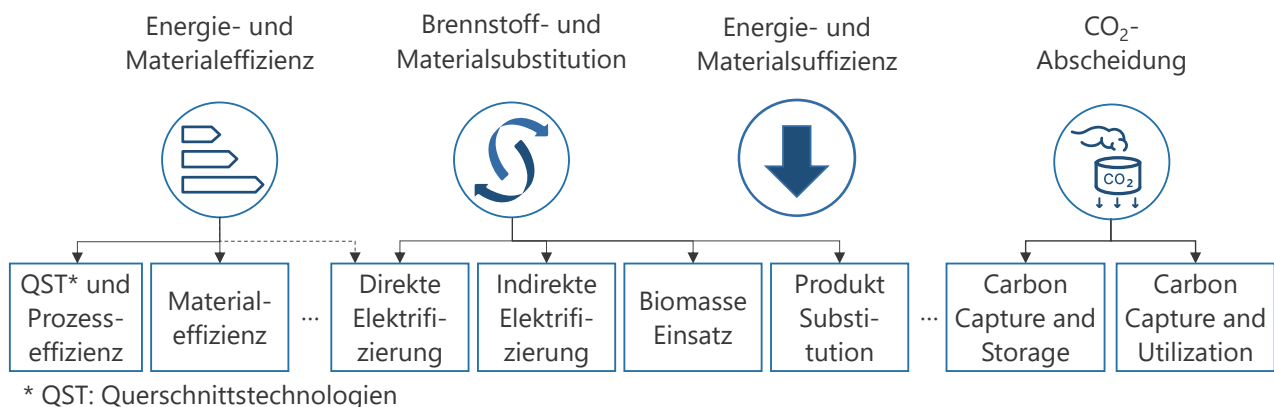 Energie- und
Materialeffizienz
Brennstoff- und
Materialsubstitution
Energie- und
Materialsuffizienz
CO₂-
Abscheidung
CO₂
QST* und
Prozess-
effizienz
Material-
effizienz
...
Direkte
Elektrifi-
zierung
Indirekte
Elektrifi-
zierung
Biomasse
Einsatz
Produkt
Substi-
tution
...
Carbon
Capture and
Storage
Carbon
Capture and
Utilization
* QST: Querschnittstechnologien